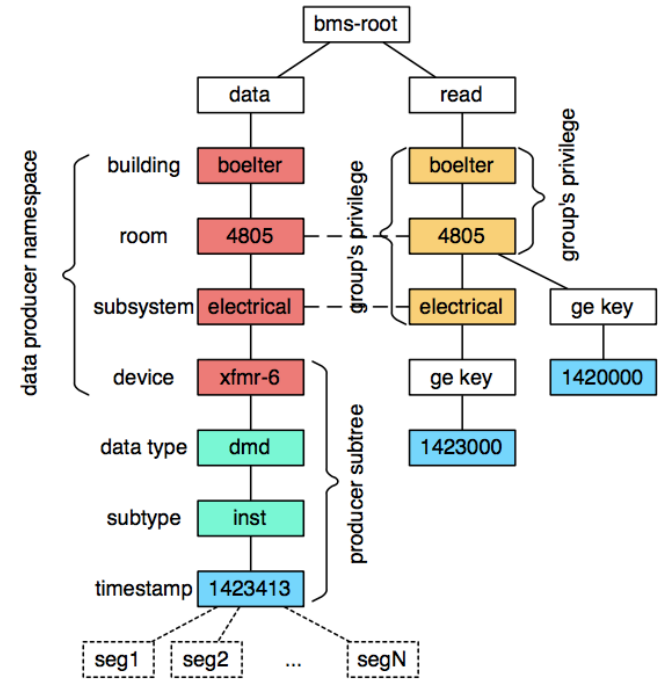 bms-root
data
read
data producer namespace
building
boelter
boelter
group's privilege
group's privilege
room
4805
4805
subsystem
electrical
electrical
ge key
device
xfmr-6
ge key
1420000
producer subtree
data type
dmd
1423000
subtype
inst
timestamp
1423413
seg1
seg2
...
segN